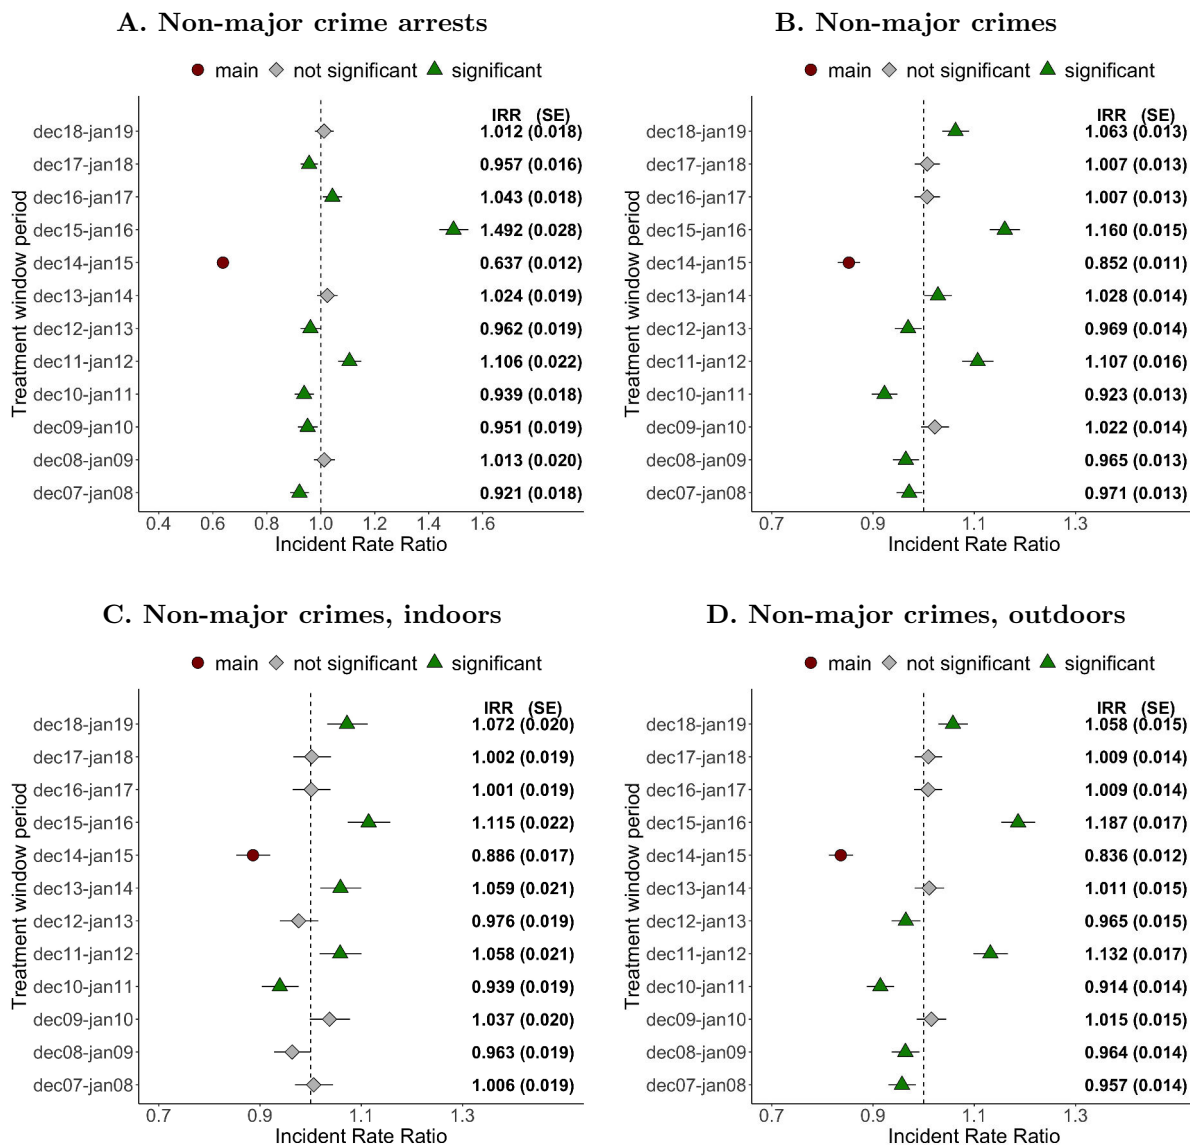 A. Non-major crime arrests
main not significant significant
IRR (SE)
dec18-jan19 1.012 (0.018)
dec17-jan18 0.957 (0.016)
dec16-jan17 1.043 (0.018)
dec15-jan16 1.492 (0.028)
dec14-jan15 0.637 (0.012)
dec13-jan14 1.024 (0.019)
dec12-jan13 0.962 (0.019)
dec11-jan12 1.106 (0.022)
dec10-jan11 0.939 (0.018)
dec09-jan10 0.951 (0.019)
dec08-jan09 1.013 (0.020)
dec07-jan08 0.921 (0.018)
Treatment window period
0.4 0.6 0.8 1.0 1.2 1.4 1.6
Incident Rate Ratio
B. Non-major crimes
main not significant significant
IRR (SE)
dec18-jan19 1.063 (0.013)
dec17-jan18 1.007 (0.013)
dec16-jan17 1.007 (0.013)
dec15-jan16 1.160 (0.015)
dec14-jan15 0.852 (0.011)
dec13-jan14 1.028 (0.014)
dec12-jan13 0.969 (0.014)
dec11-jan12 1.107 (0.016)
dec10-jan11 0.923 (0.013)
dec09-jan10 1.022 (0.014)
dec08-jan09 0.965 (0.013)
dec07-jan08 0.971 (0.013)
Treatment window period
0.7 0.9 1.1 1.3
Incident Rate Ratio
C. Non-major crimes, indoors
main not significant significant
IRR (SE)
dec18-jan19 1.072 (0.020)
dec17-jan18 1.002 (0.019)
dec16-jan17 1.001 (0.019)
dec15-jan16 1.115 (0.022)
dec14-jan15 0.886 (0.017)
dec13-jan14 1.059 (0.021)
dec12-jan13 0.976 (0.019)
dec11-jan12 1.058 (0.021)
dec10-jan11 0.939 (0.019)
dec09-jan10 1.037 (0.020)
dec08-jan09 0.963 (0.019)
dec07-jan08 1.006 (0.019)
Treatment window period
0.7 0.9 1.1 1.3
Incident Rate Ratio
D. Non-major crimes, outdoors
main not significant significant
IRR (SE)
dec18-jan19 1.058 (0.015)
dec17-jan18 1.009 (0.014)
dec16-jan17 1.009 (0.014)
dec15-jan16 1.187 (0.017)
dec14-jan15 0.836 (0.012)
dec13-jan14 1.011 (0.015)
dec12-jan13 0.965 (0.015)
dec11-jan12 1.132 (0.017)
dec10-jan11 0.914 (0.014)
dec09-jan10 1.015 (0.015)
dec08-jan09 0.964 (0.014)
dec07-jan08 0.957 (0.014)
Treatment window period
0.7 0.9 1.1 1.3
Incident Rate Ratio